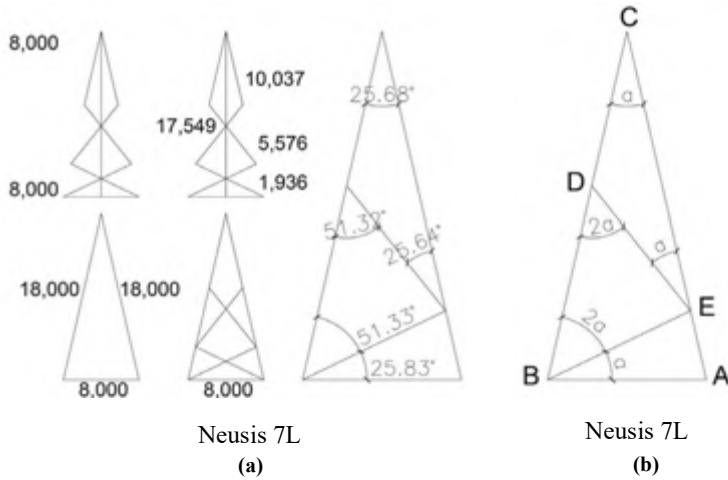 8,000
10,037
17,549
5,576
8,000
1,936
18,000
18,000
8,000
8,000
25.68°
51.32°
25.64°
51.33°
25.83°
C
a
D
2a
a
E
2a
a
B
A
Neusis 7L
(a)
Neusis 7L
(b)